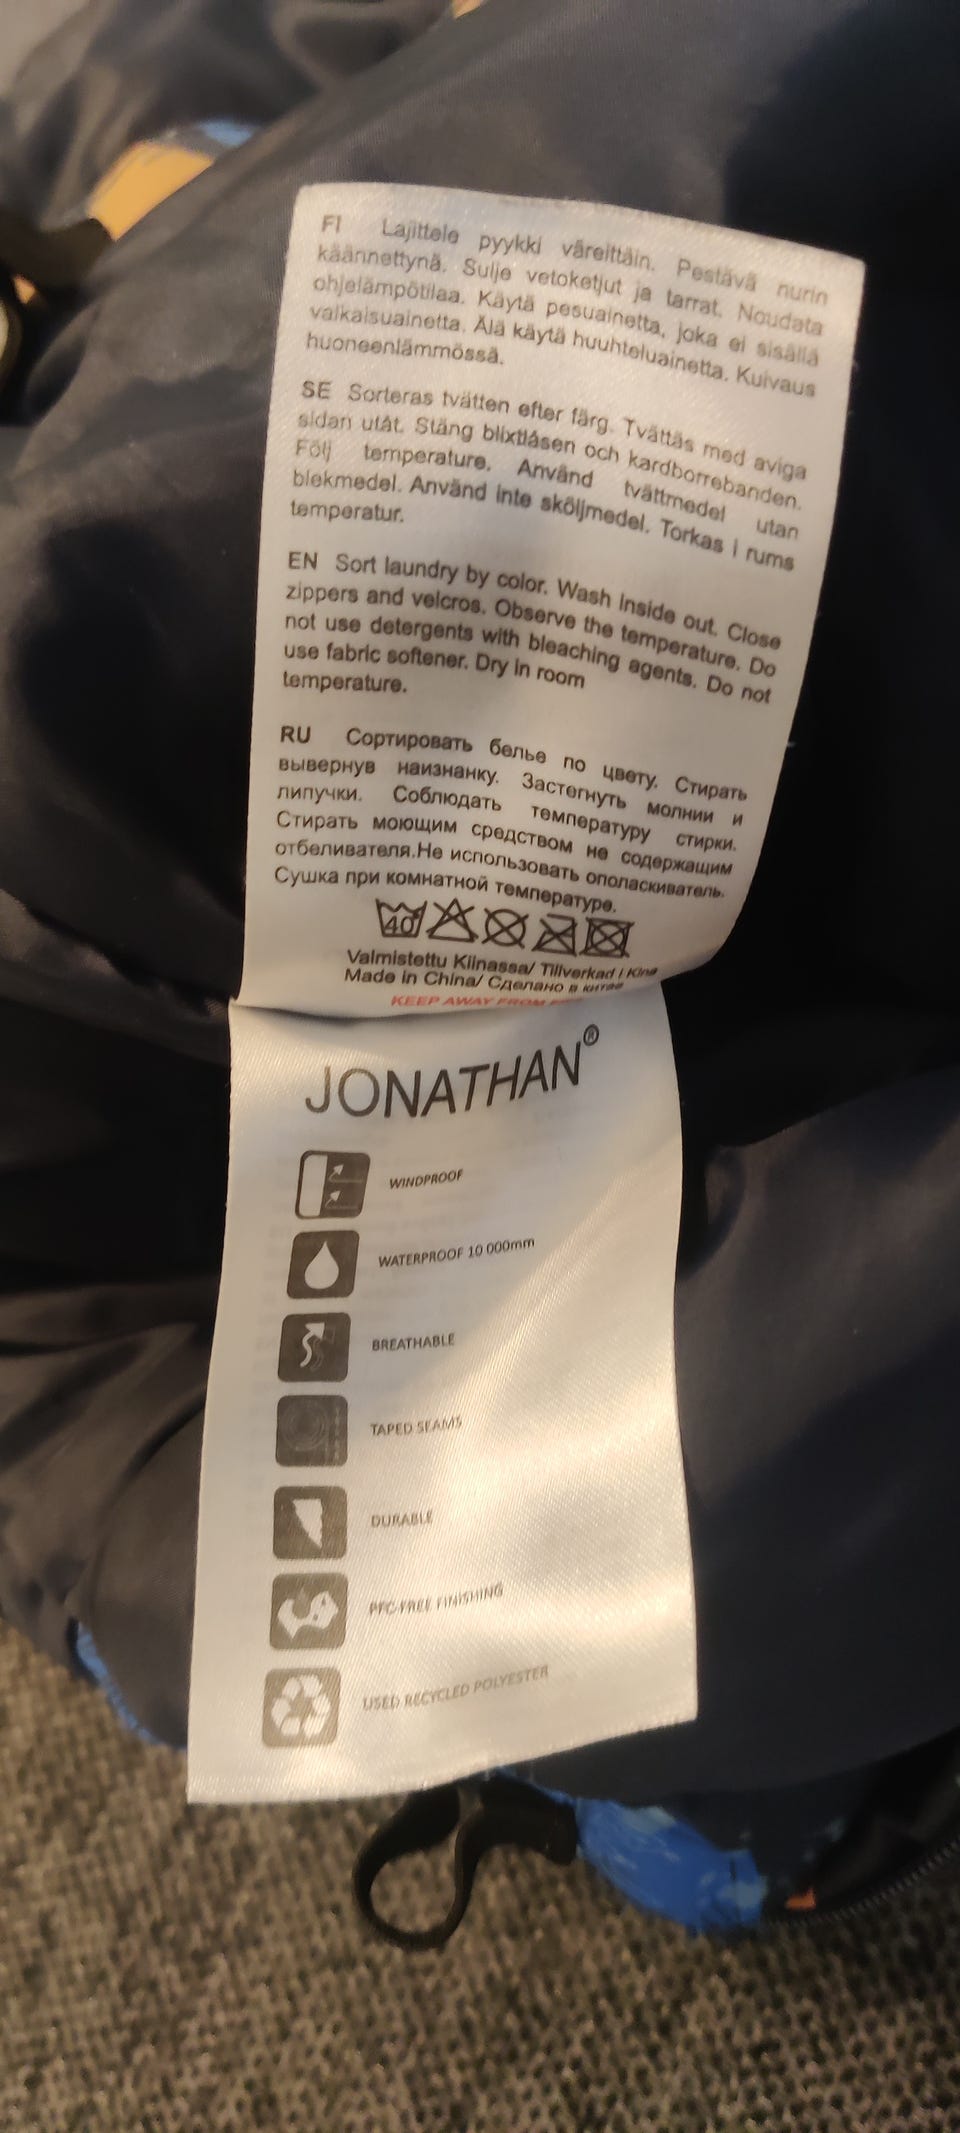 FI Lajittele pyykki väreittäin. Pestävä nurin
käännettynä. Sulje vetoketjut ja tarrat. Noudata
ohjelämpötilaa. Käytä pesuainetta, joka ei sisällä
valkaisuainetta. Älä käytä huuhteluainetta. Kuivaus
huoneenlämmössä.
SE Sorteras tvätten efter färg. Tvättäs med aviga
sidan utåt. Stäng blixtlåsen och kardborrebanden.
Följ temperature. Använd tvättmedel utan
blekmedel. Använd inte sköljmedel. Torkas i rums
temperatur.
EN Sort laundry by color. Wash inside out. Close
zippers and velcros. Observe the temperature. Do
not use detergents with bleaching agents. Do not
use fabric softener. Dry in room
temperature.
RU Сортировать белье по цвету. Стирать
вывернув наизнанку. Застегнуть молнии и
липучки. Соблюдать температуру стирки.
Стирать моющим средством не содержащим
отбеливателя.Не использовать ополаскиватель.
Сушка при комнатной температуре.
40
Valmistettu Kiinassa/ Tillverkad i Kina
Made in China/ Сделано в китае
KEEP AWAY FROM
JONATHAN®
WINDPROOF
WATERPROOF 10 000mm
BREATHABLE
TAPED SEAMS
DURABLE
PFC-FREE FINISHING
USED RECYCLED POLYESTER